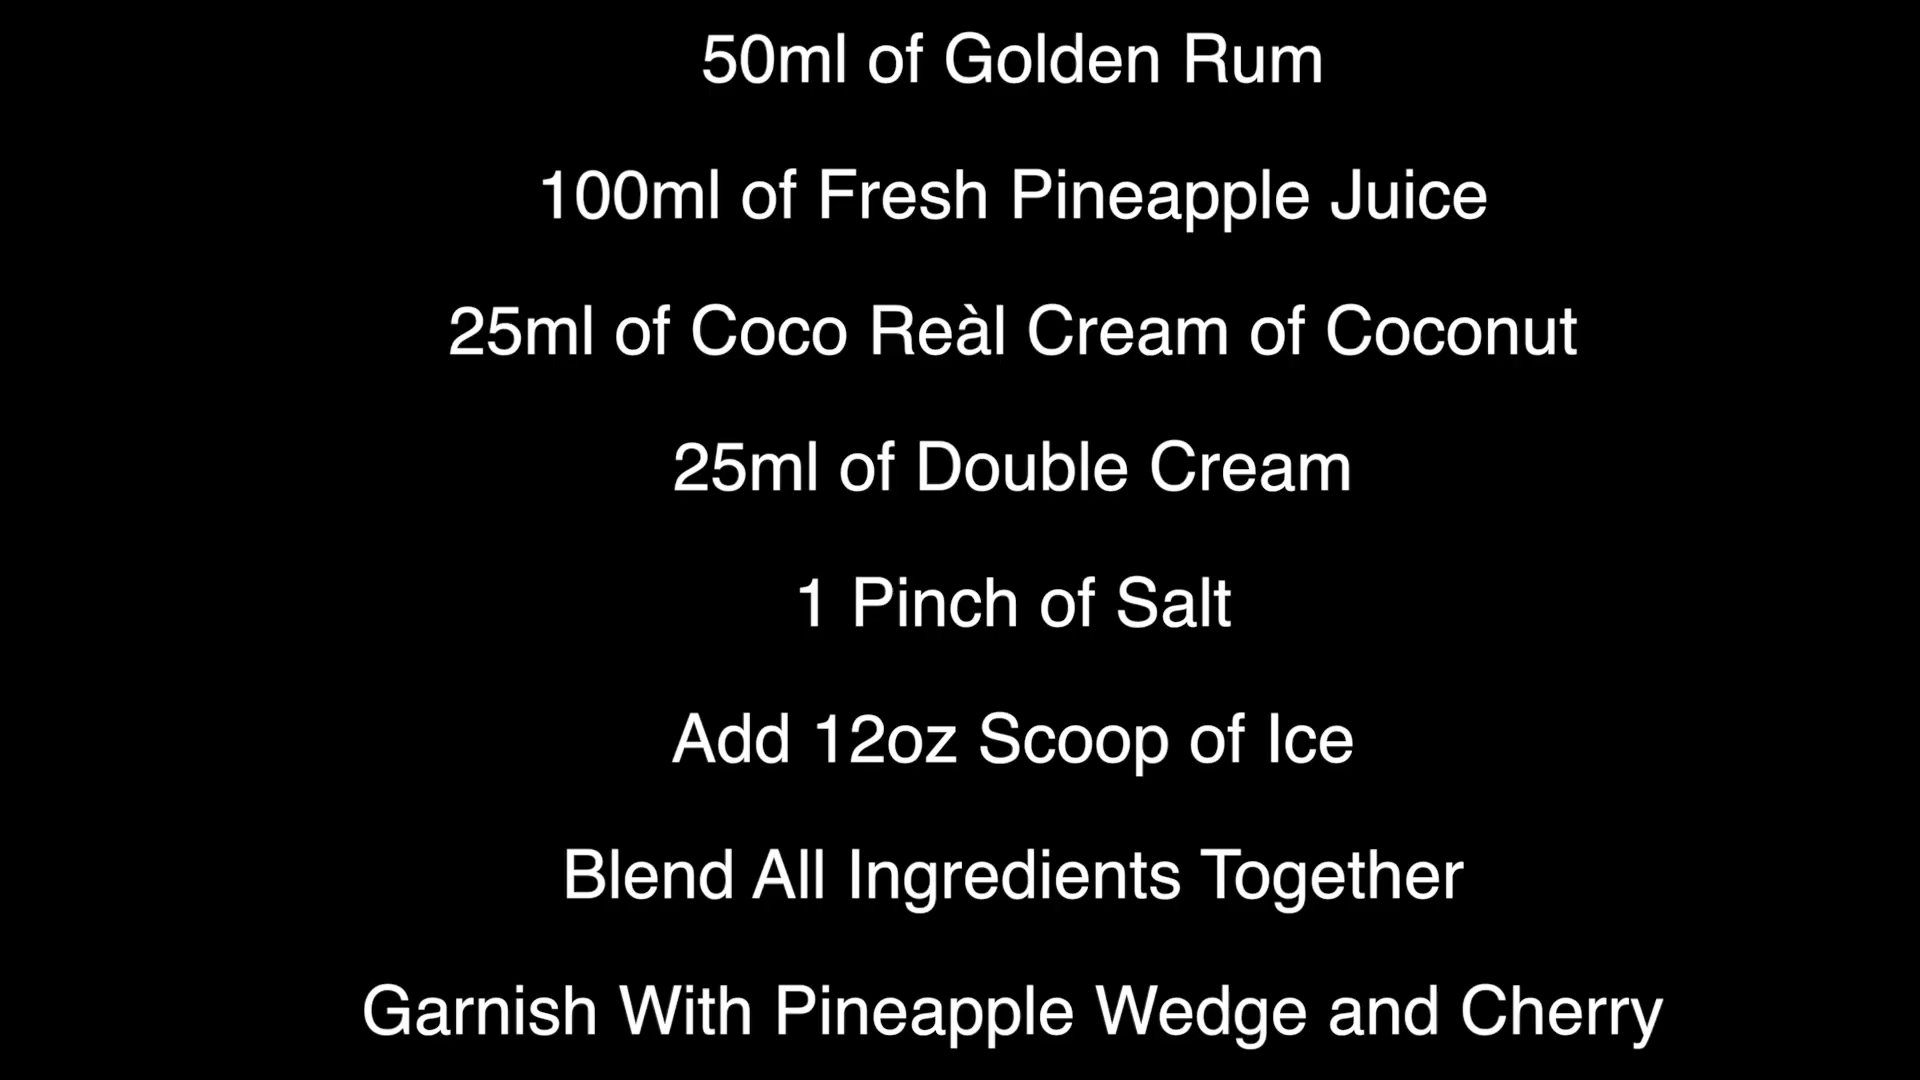 50ml of Golden Rum
100ml of Fresh Pineapple Juice
25ml of Coco Reàl Cream of Coconut
25ml of Double Cream
1 Pinch of Salt
Add 12oz Scoop of Ice
Blend All Ingredients Together
Garnish With Pineapple Wedge and Cherry